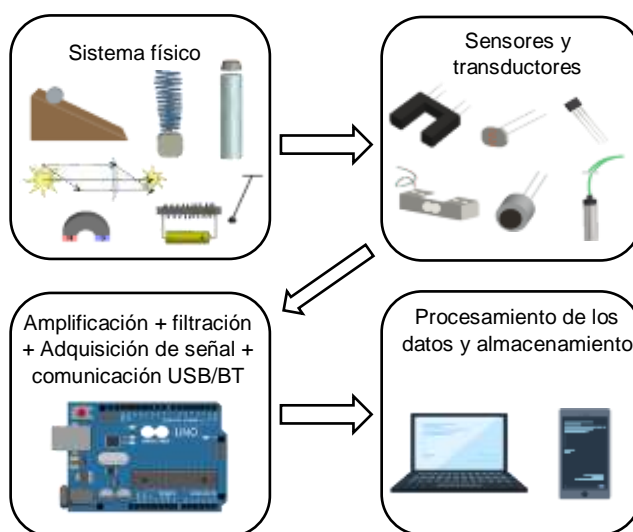 Sistema físico
Sensores y
transductores
Amplificación + filtración
+ Adquisición de señal +
comunicación USB/BT
UNO
Procesamiento de los
datos y almacenamiento